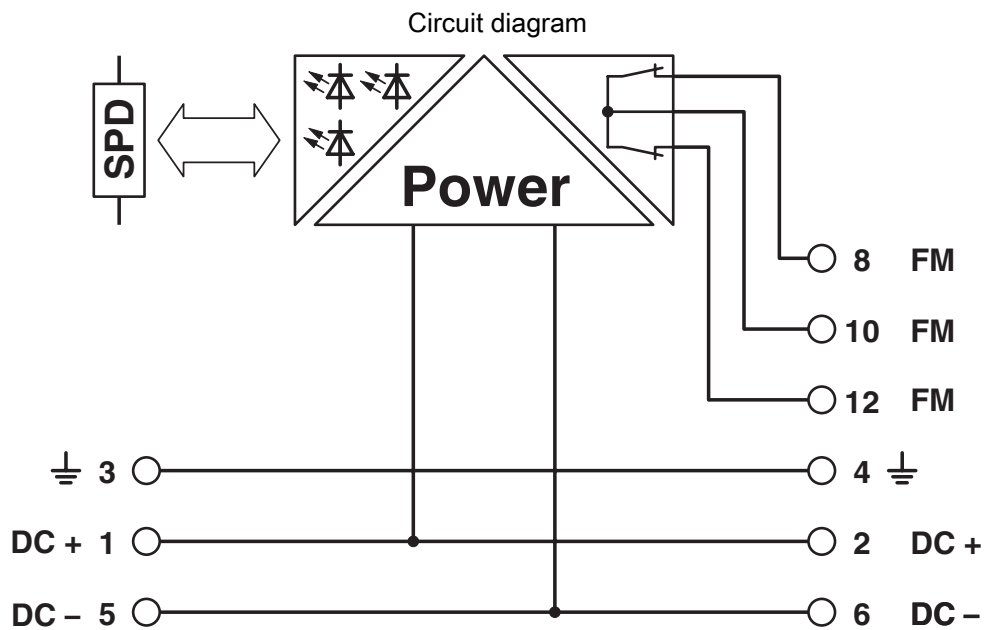 Circuit diagram
SPD
Power
8 FM
10 FM
12 FM
3 4
DC + 1 2 DC +
DC – 5 6 DC –